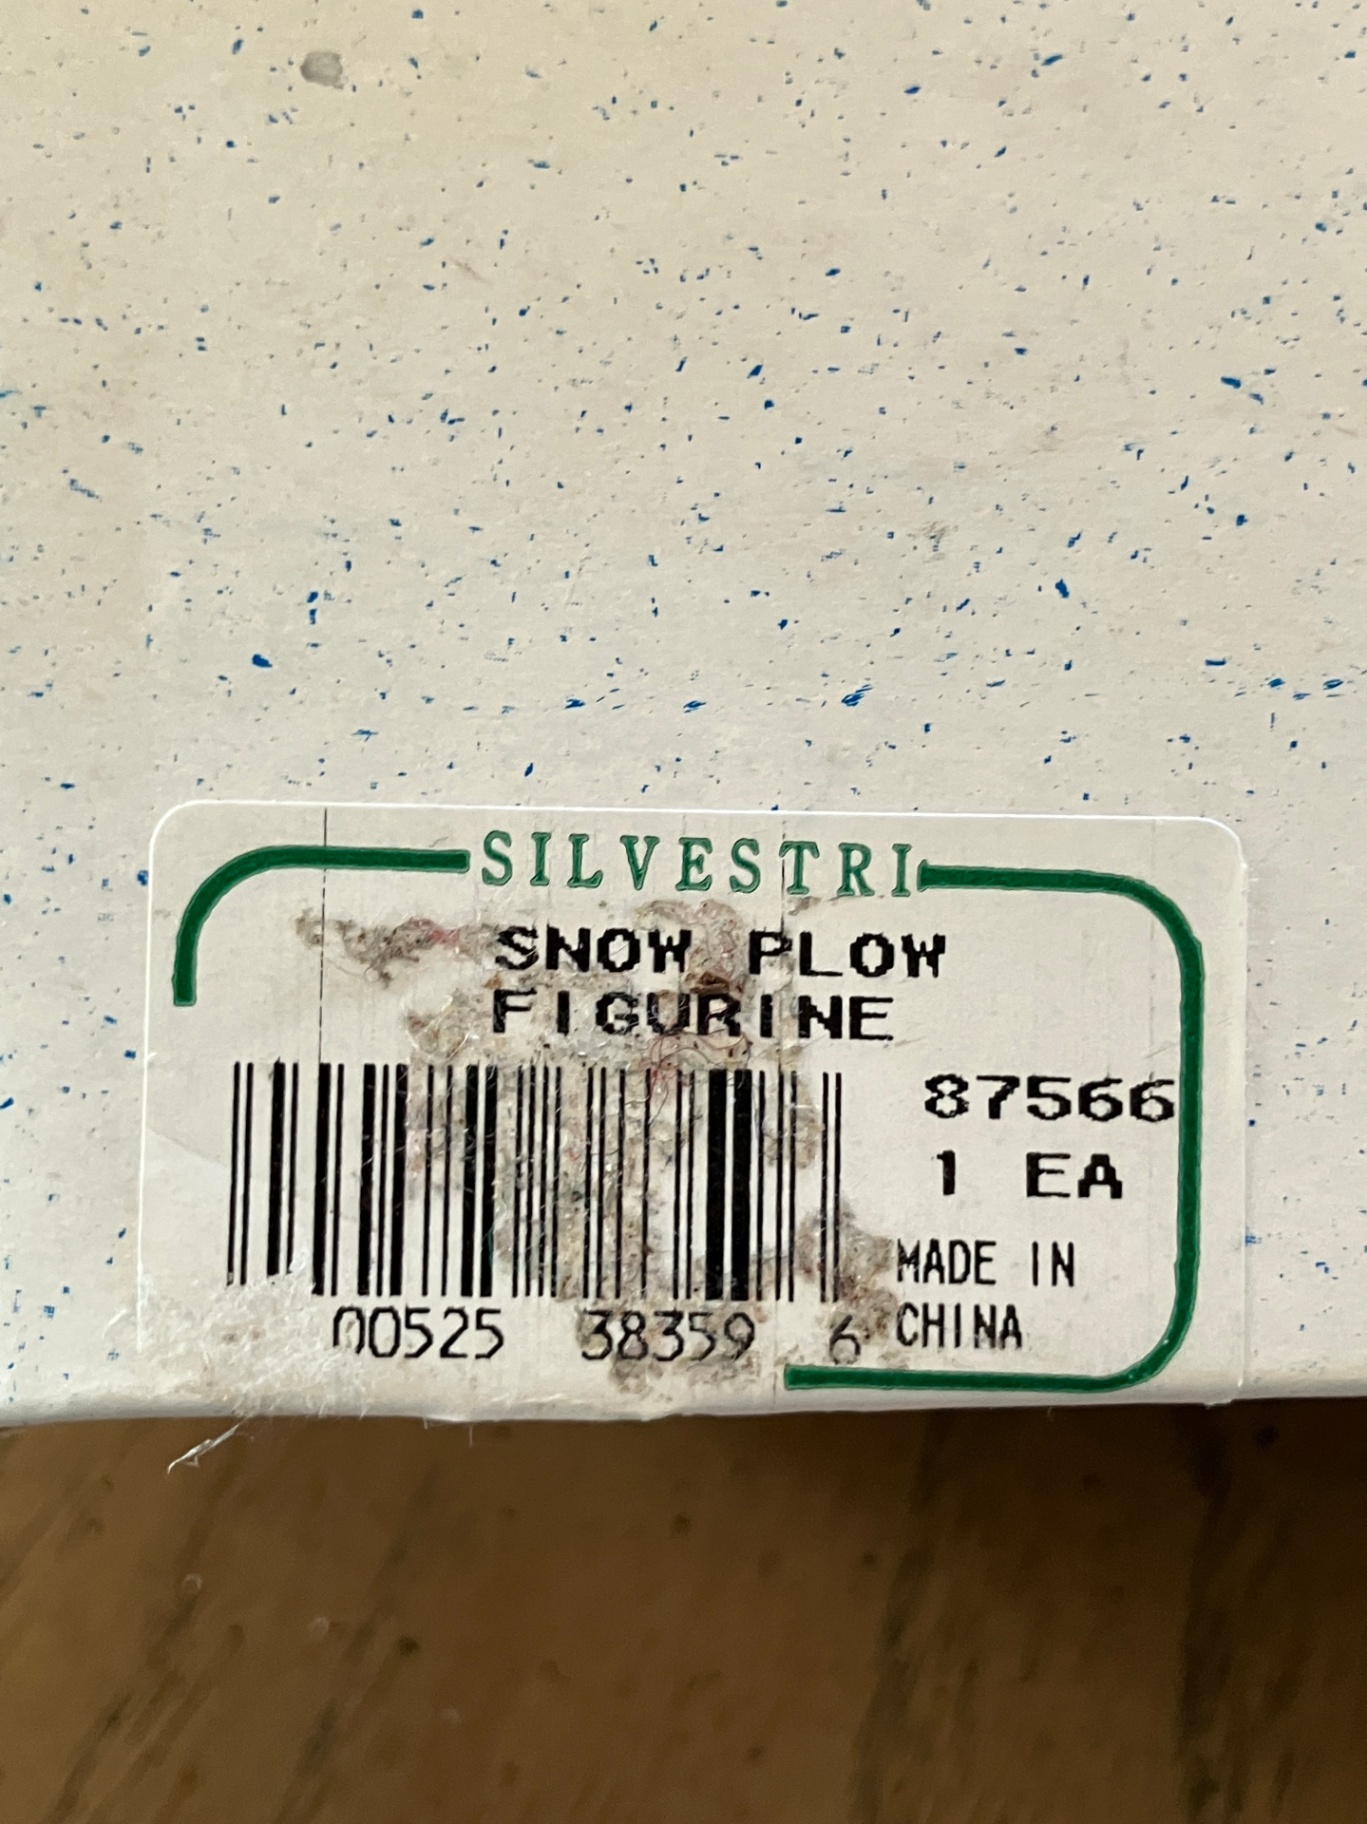 SILVESTRI
SNOW PLOW
FIGURINE
87566
1 EA
MADE IN
CHINA
00525 38359 6